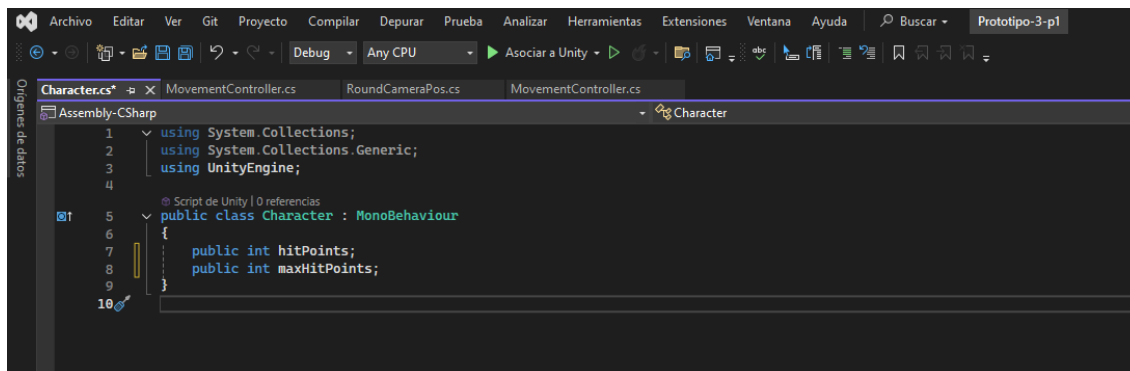 Archivo Editar Ver Git Proyecto Compilar Depurar Prueba Analizar Herramientas Extensiones Ventana Ayuda Buscar Prototipo-3-p1
Debug Any CPU Asociar a Unity abc
Orígenes de datos
Character.cs* MovementController.cs RoundCameraPos.cs MovementController.cs
Assembly-CSharp Character
1 using System.Collections;
2 using System.Collections.Generic;
3 using UnityEngine;
4
Script de Unity | 0 referencias
5 public class Character : MonoBehaviour
6 {
7 public int hitPoints;
8 public int maxHitPoints;
9 }
10